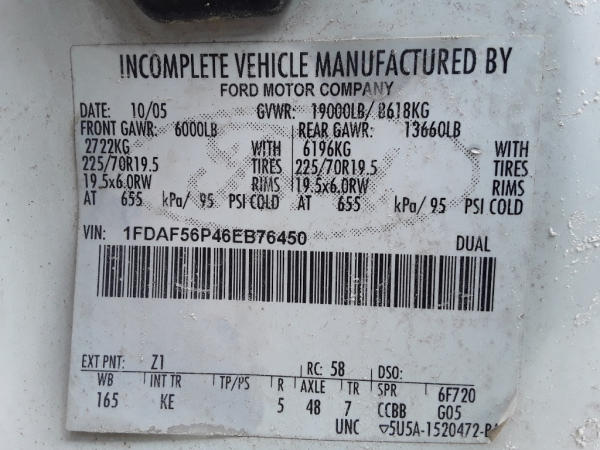 INCOMPLETE VEHICLE MANUFACTURED BY
FORD MOTOR COMPANY
DATE: 10/05 GVWR: 19000LB/ 8618KG
FRONT GAWR: 6000LB REAR GAWR: 13660LB
2722KG WITH 6196KG WITH
225/70R19.5 TIRES 225/70R19.5 TIRES
19.5x6.0RW RIMS 19.5x6.0RW RIMS
AT 655 kPa/ 95 PSI COLD AT 655 kPa/ 95 PSI COLD
VIN: 1FDAF56P46EB76450 DUAL
EXT PNT: Z1 RC: 58 DSO:
WB INT TR TP/PS R AXLE TR SPR 6F720
165 KE 5 48 7 CCBB G05
UNC ▽5U5A-1520472-